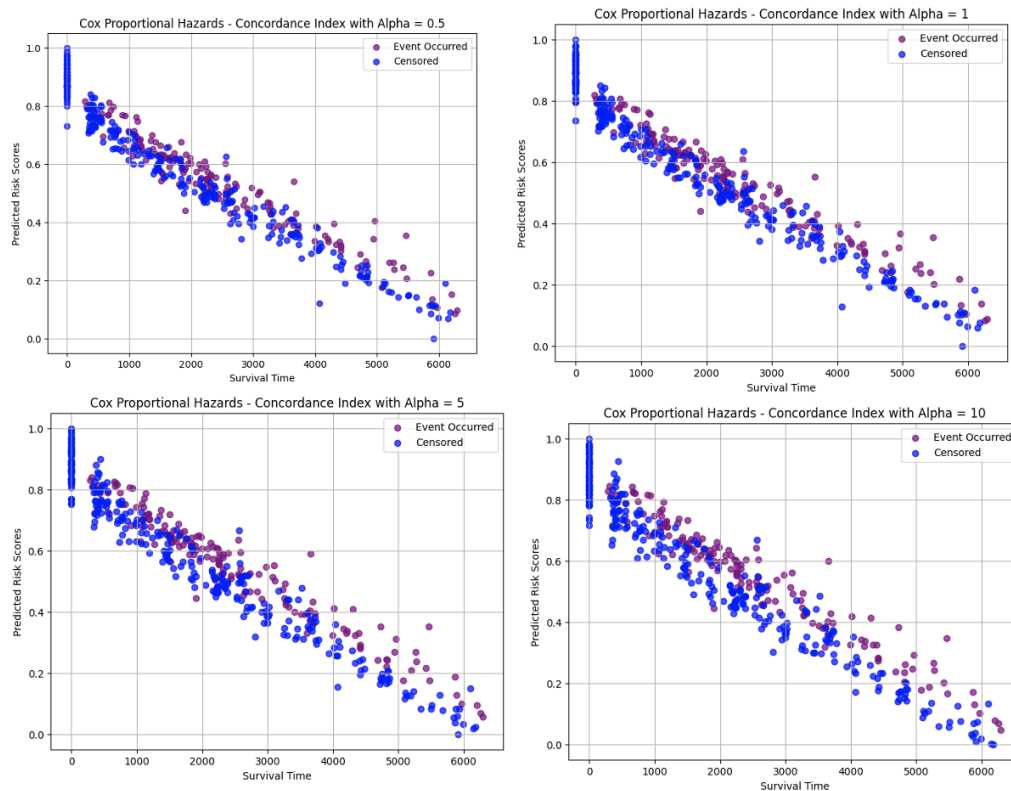 Cox Proportional Hazards - Concordance Index with Alpha = 0.5
Event Occurred
Censored
1.0
0.8
0.6
0.4
0.2
0.0
Predicted Risk Scores
0 1000 2000 3000 4000 5000 6000
Survival Time
Cox Proportional Hazards - Concordance Index with Alpha = 1
Event Occurred
Censored
1.0
0.8
0.6
0.4
0.2
0.0
Predicted Risk Scores
0 1000 2000 3000 4000 5000 6000
Survival Time
Cox Proportional Hazards - Concordance Index with Alpha = 5
Event Occurred
Censored
1.0
0.8
0.6
0.4
0.2
0.0
Predicted Risk Scores
0 1000 2000 3000 4000 5000 6000
Survival Time
Cox Proportional Hazards - Concordance Index with Alpha = 10
Event Occurred
Censored
1.0
0.8
0.6
0.4
0.2
0.0
Predicted Risk Scores
0 1000 2000 3000 4000 5000 6000
Survival Time